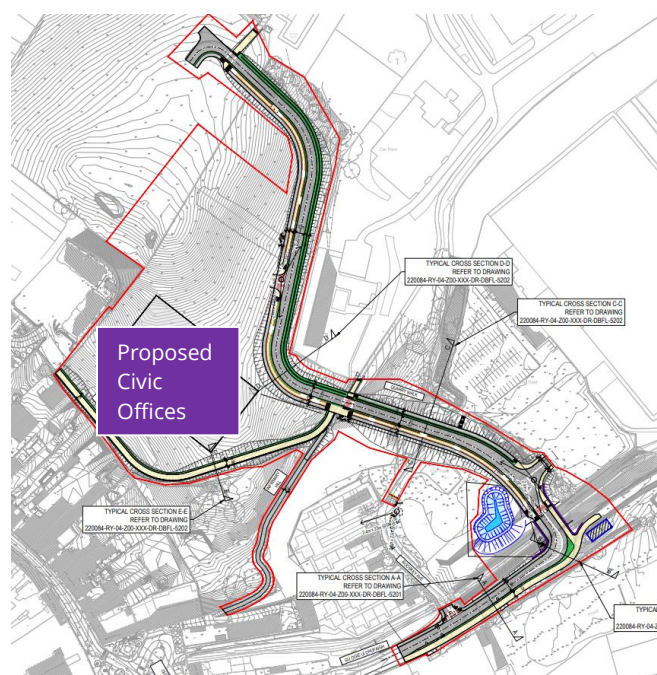 Car Park
TYPICAL CROSS SECTION D-D
REFER TO DRAWING
220084-RY-04-Z00-XXX-DR-DBFL-5202
TYPICAL CROSS SECTION C-C
REFER TO DRAWING
220084-RY-04-Z00-XXX-DR-DBFL-5202
Proposed
Civic
Offices
TYPICAL CROSS SECTION E-E
REFER TO DRAWING
220084-RY-04-Z00-XXX-DR-DBFL-5202
TYPICAL CROSS SECTION A-A
REFER TO DRAWING
220084-RY-04-Z00-XXX-DR-DBFL-5201
TYPICAL
220084-RY-04-Z